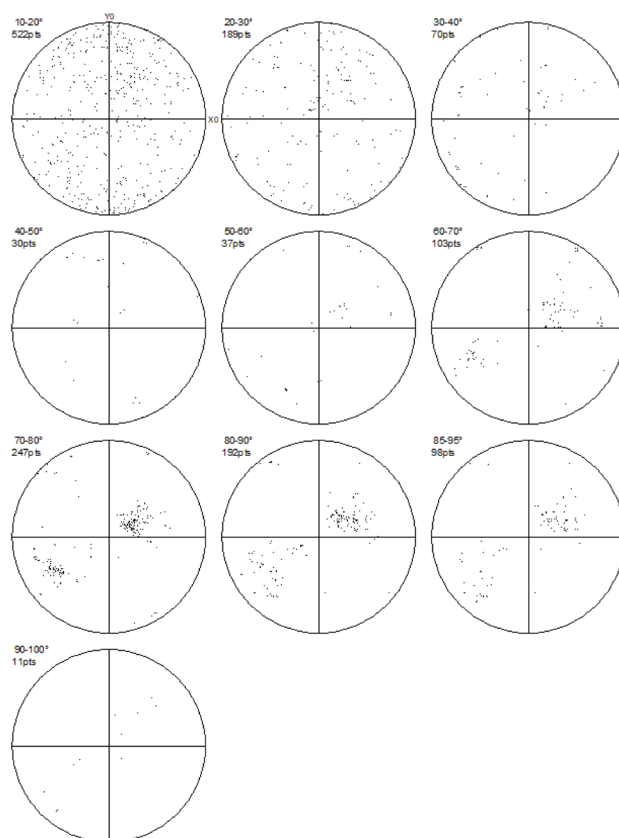 10-20°
522pts
Y0
X0
20-30°
189pts
30-40°
70pts
40-50°
30pts
50-60°
37pts
60-70°
103pts
70-80°
247pts
80-90°
192pts
85-95°
98pts
90-100°
11pts